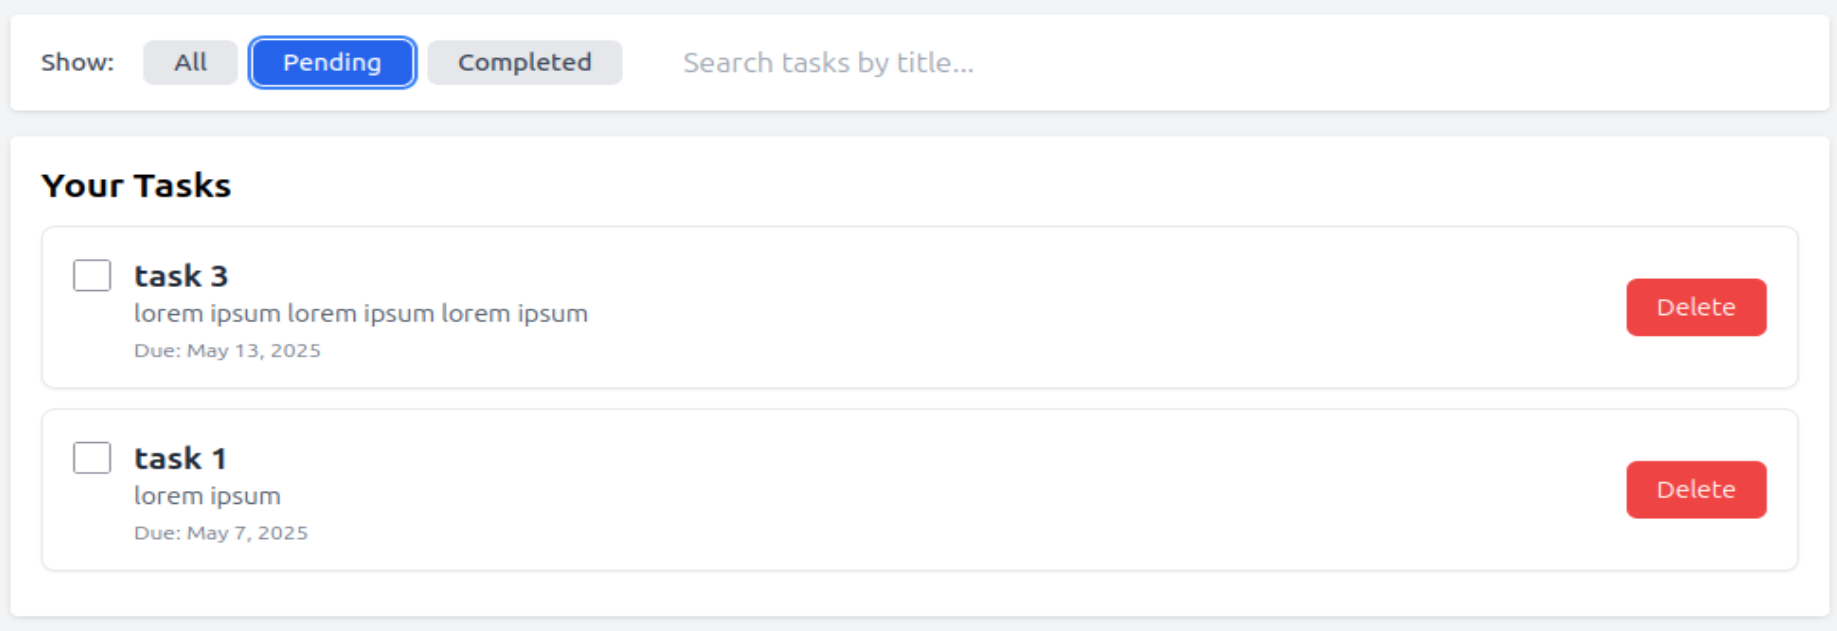 Show: All Pending Completed Search tasks by title...
Your Tasks
task 3
lorem ipsum lorem ipsum lorem ipsum
Due: May 13, 2025
Delete
task 1
lorem ipsum
Due: May 7, 2025
Delete